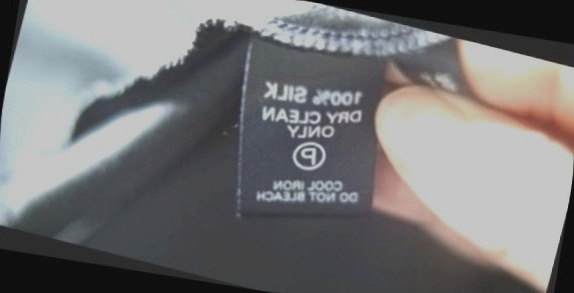 100% SILK
DRY CLEAN
ONLY
P
COOL IRON
DO NOT BLEACH